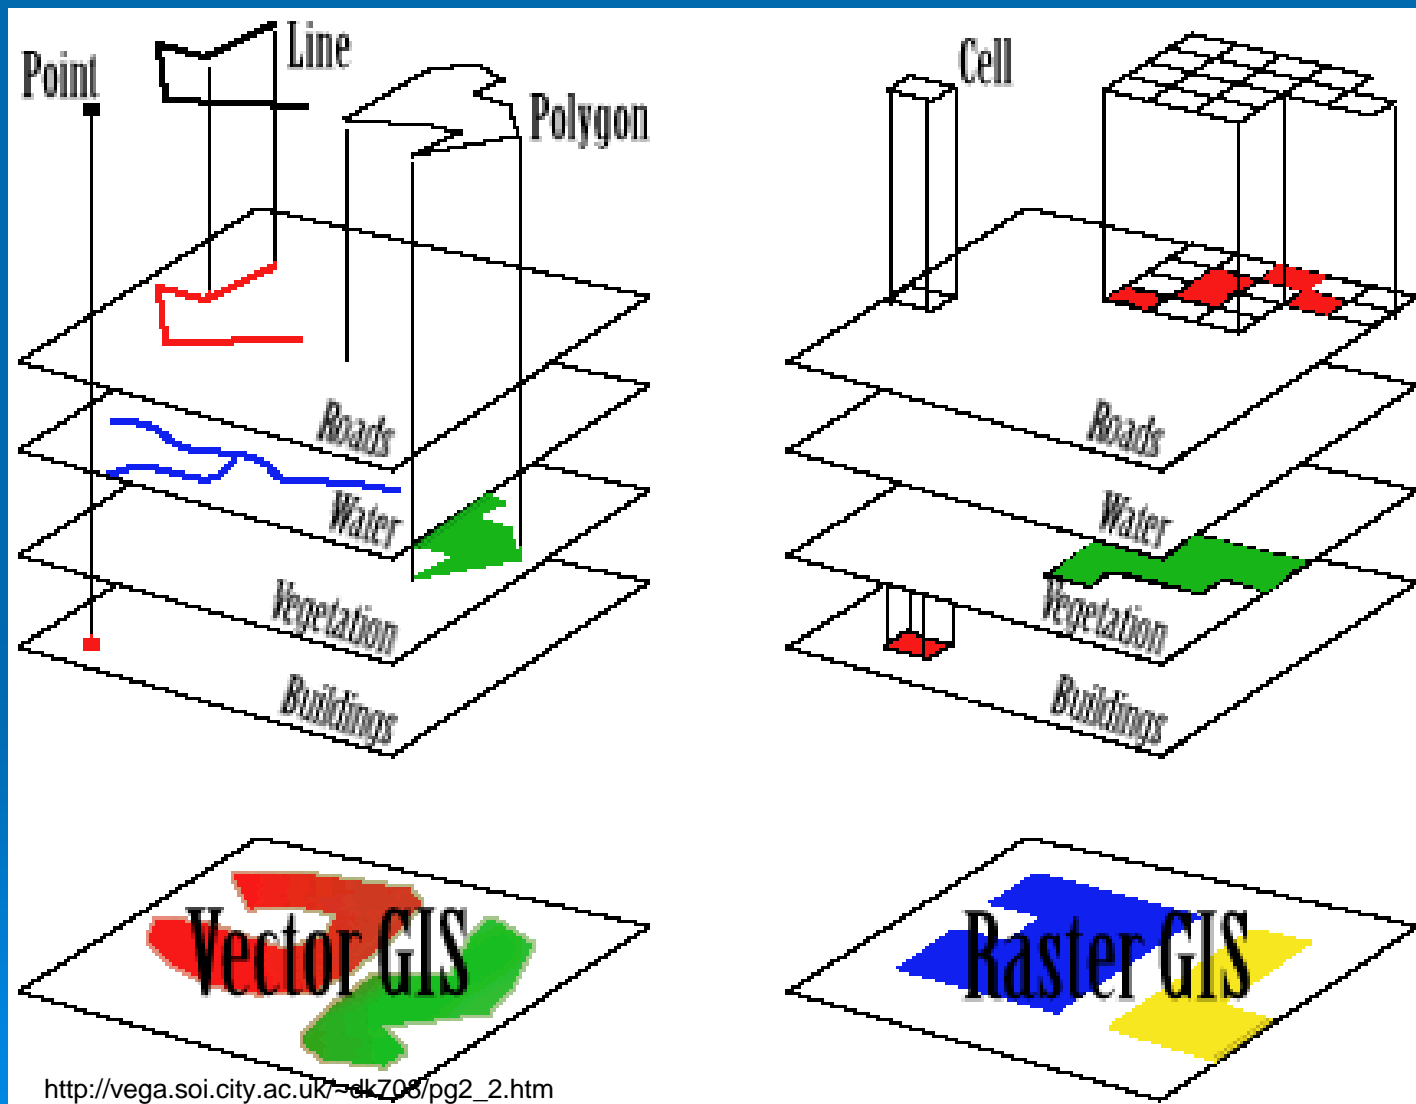 Point
Line
Polygon
Roads
Water
Vegetation
Buildings
Vector GIS
Cell
Roads
Water
Vegetation
Buildings
Raster GIS
http://vega.soi.city.ac.uk/~dk708/pg2_2.htm